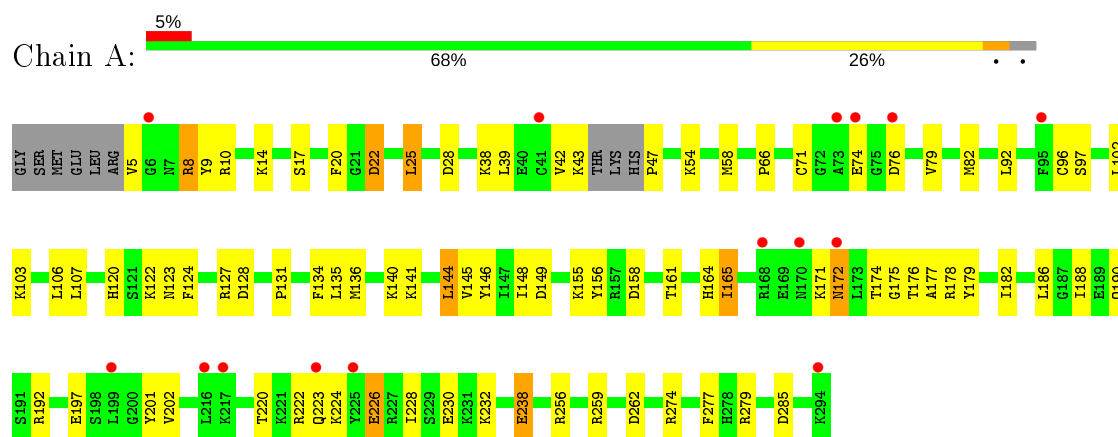 5%
Chain A:
68% 26% • •
GLY SER MET GLU LEU ARG V5 G6 N7 R8 Y9 R10 K14 S17 F20 G21 D22 L25 D28 K38 L39 E40 C41 V42 K43 THR LYS HIS P47 K54 M58 P66 C71 G72 A73 E74 G75 D76 V79 M82 L92 F95 C96 S97 L102
K103 L106 L107 H120 S121 K122 N123 F124 R127 D128 P131 F134 L135 M136 K140 K141 L144 V145 Y146 I147 I148 D149 K155 Y156 R157 D158 T161 H164 I165 R168 E169 N170 K171 N172 L173 T174 G175 T176 A177 R178 Y179 I182 L186 G187 I188 E189
S191 R192 E197 S198 L199 G200 Y201 V202 L216 K217 T220 K221 R222 Q223 K224 Y225 E226 R227 I228 S229 E230 K231 K232 E238 R256 R259 D262 R274 F277 H278 R279 D285 K294